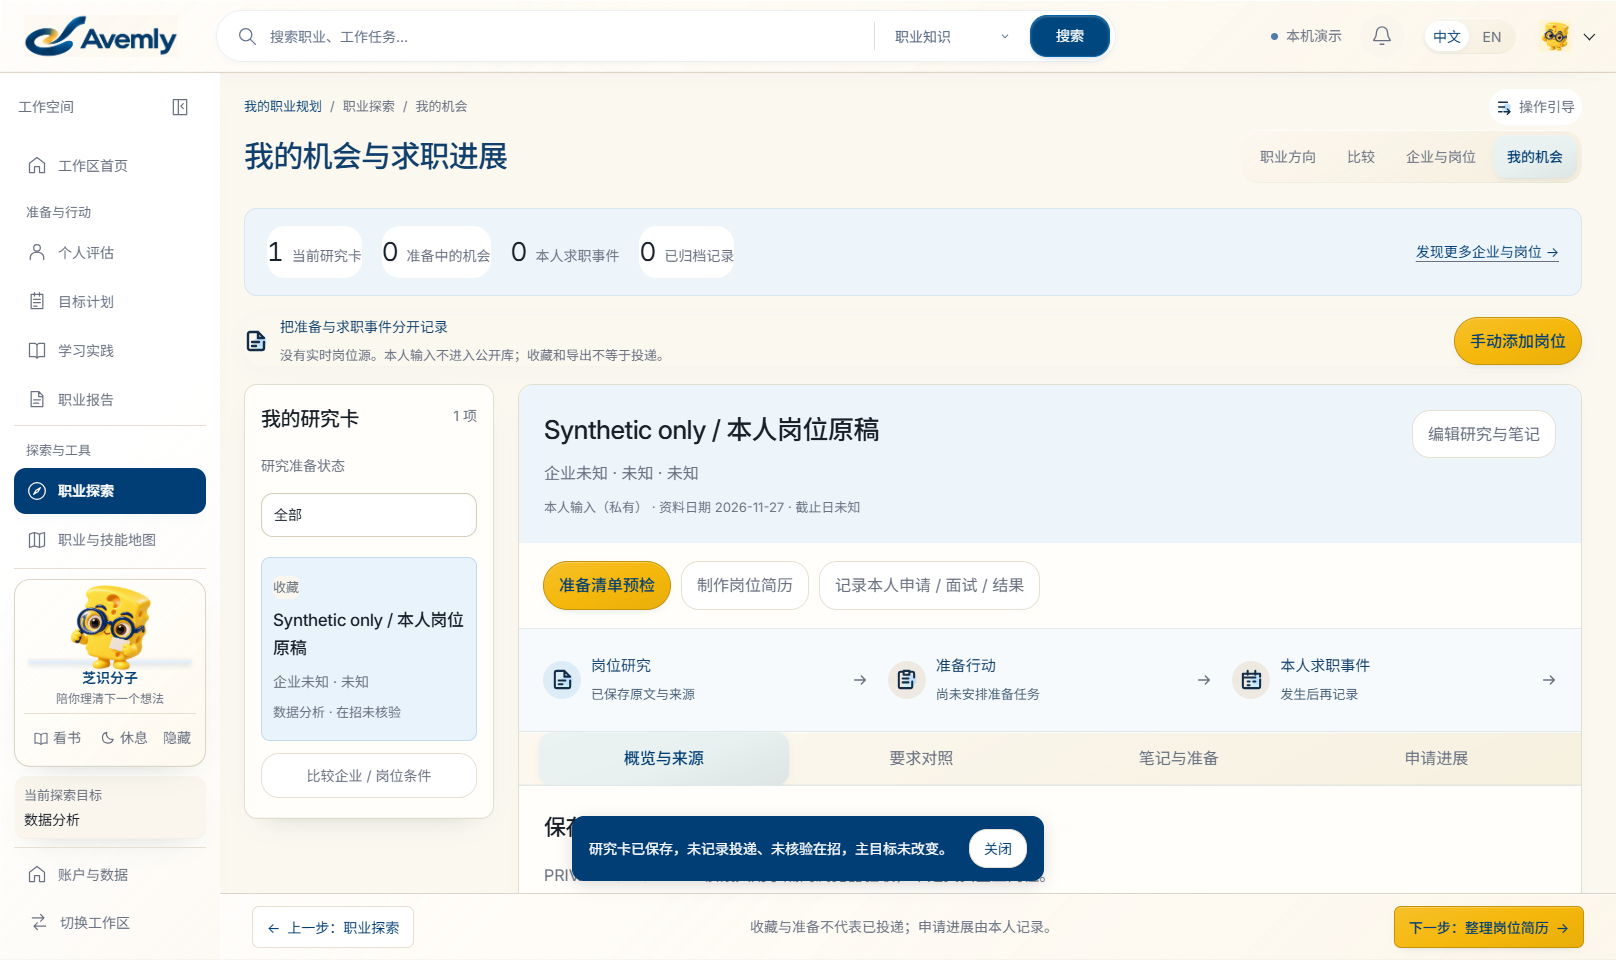 Avemly
搜索职业、工作任务...
职业知识
搜索
本机演示
中文
EN
工作空间
工作区首页
准备与行动
个人评估
目标计划
学习实践
职业报告
探索与工具
职业探索
职业与技能地图
芝识分子
陪你理清下一个想法
看书
休息
隐藏
当前探索目标
数据分析
账户与数据
切换工作区
我的职业规划 / 职业探索 / 我的机会
操作引导
我的机会与求职进展
职业方向
比较
企业与岗位
我的机会
1 当前研究卡
0 准备中的机会
0 本人求职事件
0 已归档记录
发现更多企业与岗位 →
把准备与求职事件分开记录
没有实时岗位源。本人输入不进入公开库；收藏和导出不等于投递。
手动添加岗位
我的研究卡
1 项
研究准备状态
全部
收藏
Synthetic only / 本人岗位
原稿
企业未知 · 未知
数据分析 · 在招未核验
比较企业 / 岗位条件
Synthetic only / 本人岗位原稿
企业未知 · 未知 · 未知
本人输入（私有） · 资料日期 2026-11-27 · 截止日未知
编辑研究与笔记
准备清单预检
制作岗位简历
记录本人申请 / 面试 / 结果
岗位研究
已保存原文与来源
→
准备行动
尚未安排准备任务
→
本人求职事件
发生后再记录
→
概览与来源
要求对照
笔记与准备
申请进展
研究卡已保存，未记录投递、未核验在招，主目标未改变。
关闭
← 上一步：职业探索
收藏与准备不代表已投递；申请进展由本人记录。
下一步：整理岗位简历 →